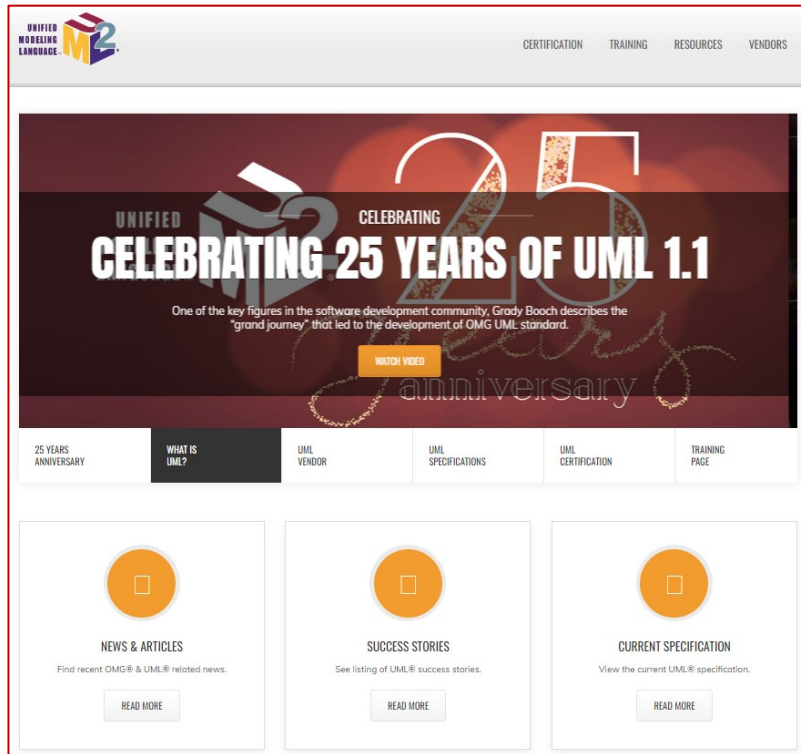 UNIFIED
MODELING
LANGUAGE
UM2
CERTIFICATION TRAINING RESOURCES VENDORS
25
UNIFIED
CELEBRATING
CELEBRATING 25 YEARS OF UML 1.1
One of the key figures in the software development community, Grady Booch describes the
"grand journey" that led to the development of OMG UML standard.
WATCH VIDEO
years
anniversary
25 YEARS
ANNIVERSARY
WHAT IS
UML?
UML
VENDOR
UML
SPECIFICATIONS
UML
CERTIFICATION
TRAINING
PAGE
NEWS & ARTICLES
Find recent OMG® & UML® related news.
READ MORE
SUCCESS STORIES
See listing of UML® success stories.
READ MORE
CURRENT SPECIFICATION
View the current UML® specification.
READ MORE